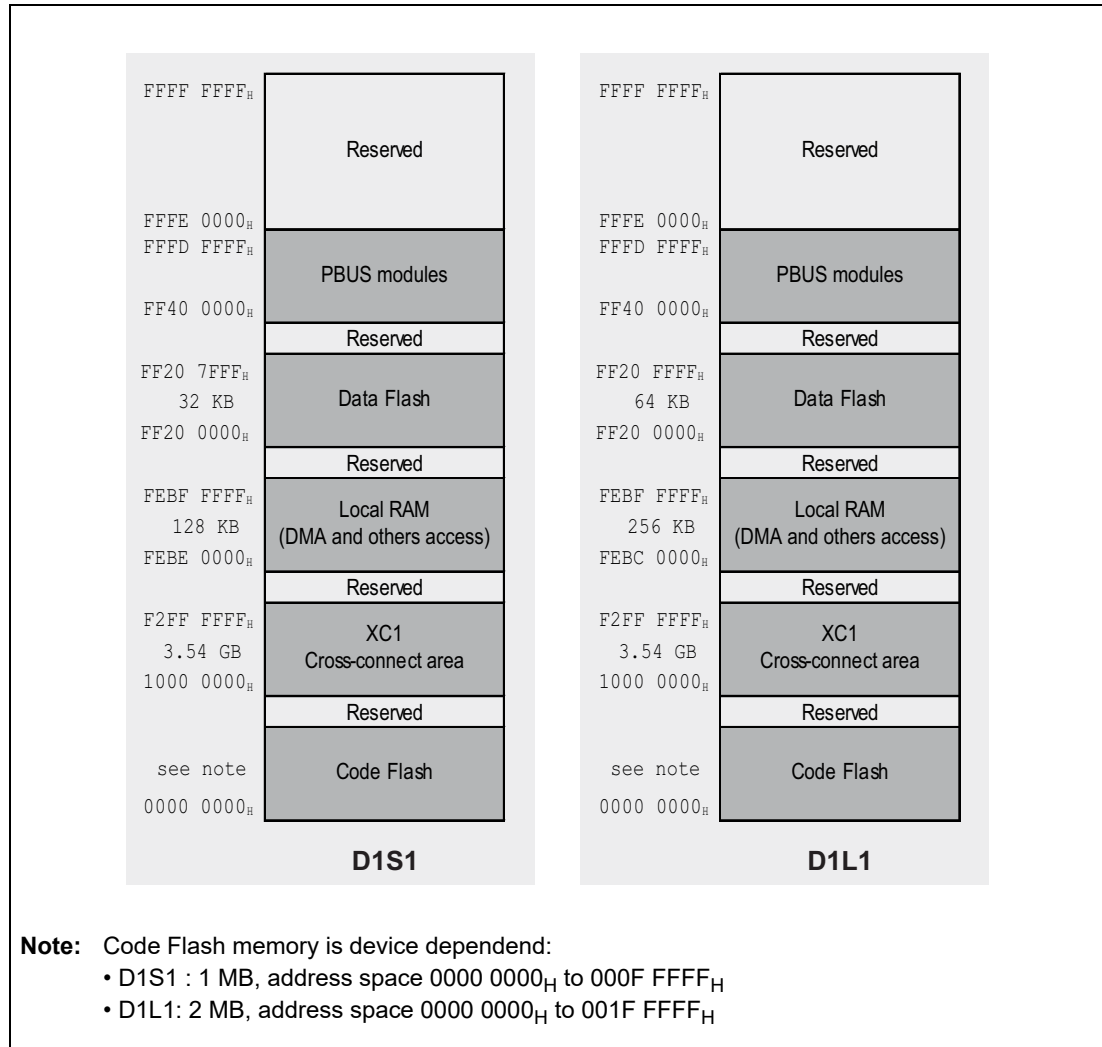 FFFF FFFFH
Reserved
FFFE 0000H
FFFD FFFFH
PBUS modules
FF40 0000H
Reserved
FF20 7FFFH
32 KB
Data Flash
FF20 0000H
Reserved
FEBF FFFFH
Local RAM
128 KB
(DMA and others access)
FEBE 0000H
Reserved
F2FF FFFFH
XC1
3.54 GB
Cross-connect area
1000 0000H
Reserved
see note
Code Flash
0000 0000H
D1S1
FFFF FFFFH
Reserved
FFFE 0000H
FFFD FFFFH
PBUS modules
FF40 0000H
Reserved
FF20 FFFFH
64 KB
Data Flash
FF20 0000H
Reserved
FEBF FFFFH
Local RAM
256 KB
(DMA and others access)
FEBC 0000H
Reserved
F2FF FFFFH
XC1
3.54 GB
Cross-connect area
1000 0000H
Reserved
see note
Code Flash
0000 0000H
D1L1
Note: Code Flash memory is device dependend:
• D1S1 : 1 MB, address space 0000 0000H to 000F FFFFH
• D1L1: 2 MB, address space 0000 0000H to 001F FFFFH